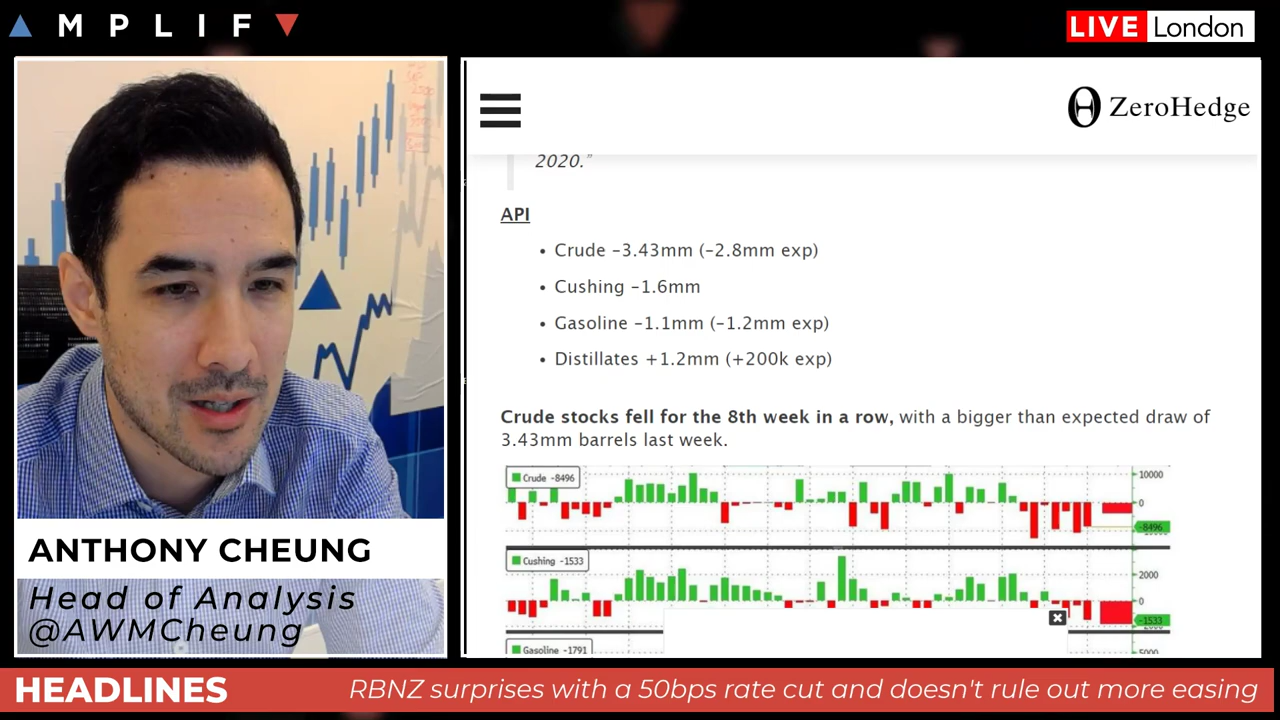 MPLIF
LIVE London
ZeroHedge
2020."
API
• Crude -3.43mm (-2.8mm exp)
• Cushing -1.6mm
• Gasoline -1.1mm (-1.2mm exp)
• Distillates +1.2mm (+200k exp)
Crude stocks fell for the 8th week in a row, with a bigger than expected draw of
3.43mm barrels last week.
Crude -8496
10000
0
-8496
Cushing -1533
2000
0
-1533
Gasoline -1791
5000
ANTHONY CHEUNG
Head of Analysis
@AWMCheung
HEADLINES
RBNZ surprises with a 50bps rate cut and doesn't rule out more easing